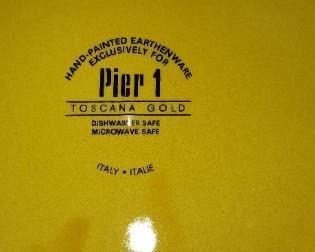 HAND-PAINTED EARTHENWARE
EXCLUSIVELY FOR
Pier 1
TOSCANA GOLD
DISHWASHER SAFE
MICROWAVE SAFE
ITALY • ITALIE